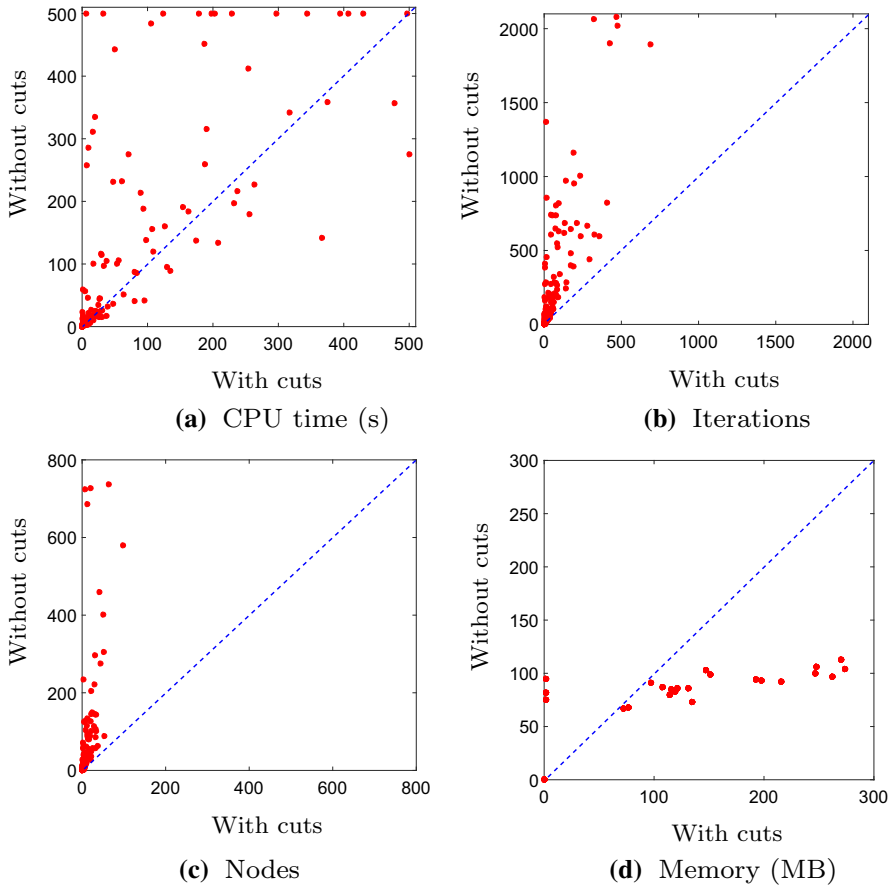 500
400
300
200
100
0
Without cuts
0 100 200 300 400 500
With cuts
(a) CPU time (s)
2000
1500
1000
500
0
Without cuts
0 500 1000 1500 2000
With cuts
(b) Iterations
800
600
400
200
0
Without cuts
0 200 400 600 800
With cuts
(c) Nodes
300
250
200
150
100
50
0
Without cuts
0 100 200 300
With cuts
(d) Memory (MB)